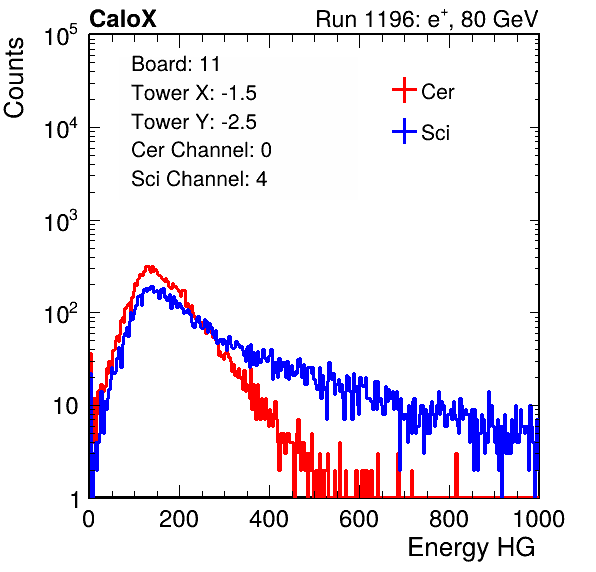 CaloX Run 1196: e⁺, 80 GeV
Counts
Board: 11
Tower X: -1.5
Tower Y: -2.5
Cer Channel: 0
Sci Channel: 4
Cer
Sci
10⁵
10⁴
10³
10²
10
1
0 200 400 600 800 1000
Energy HG